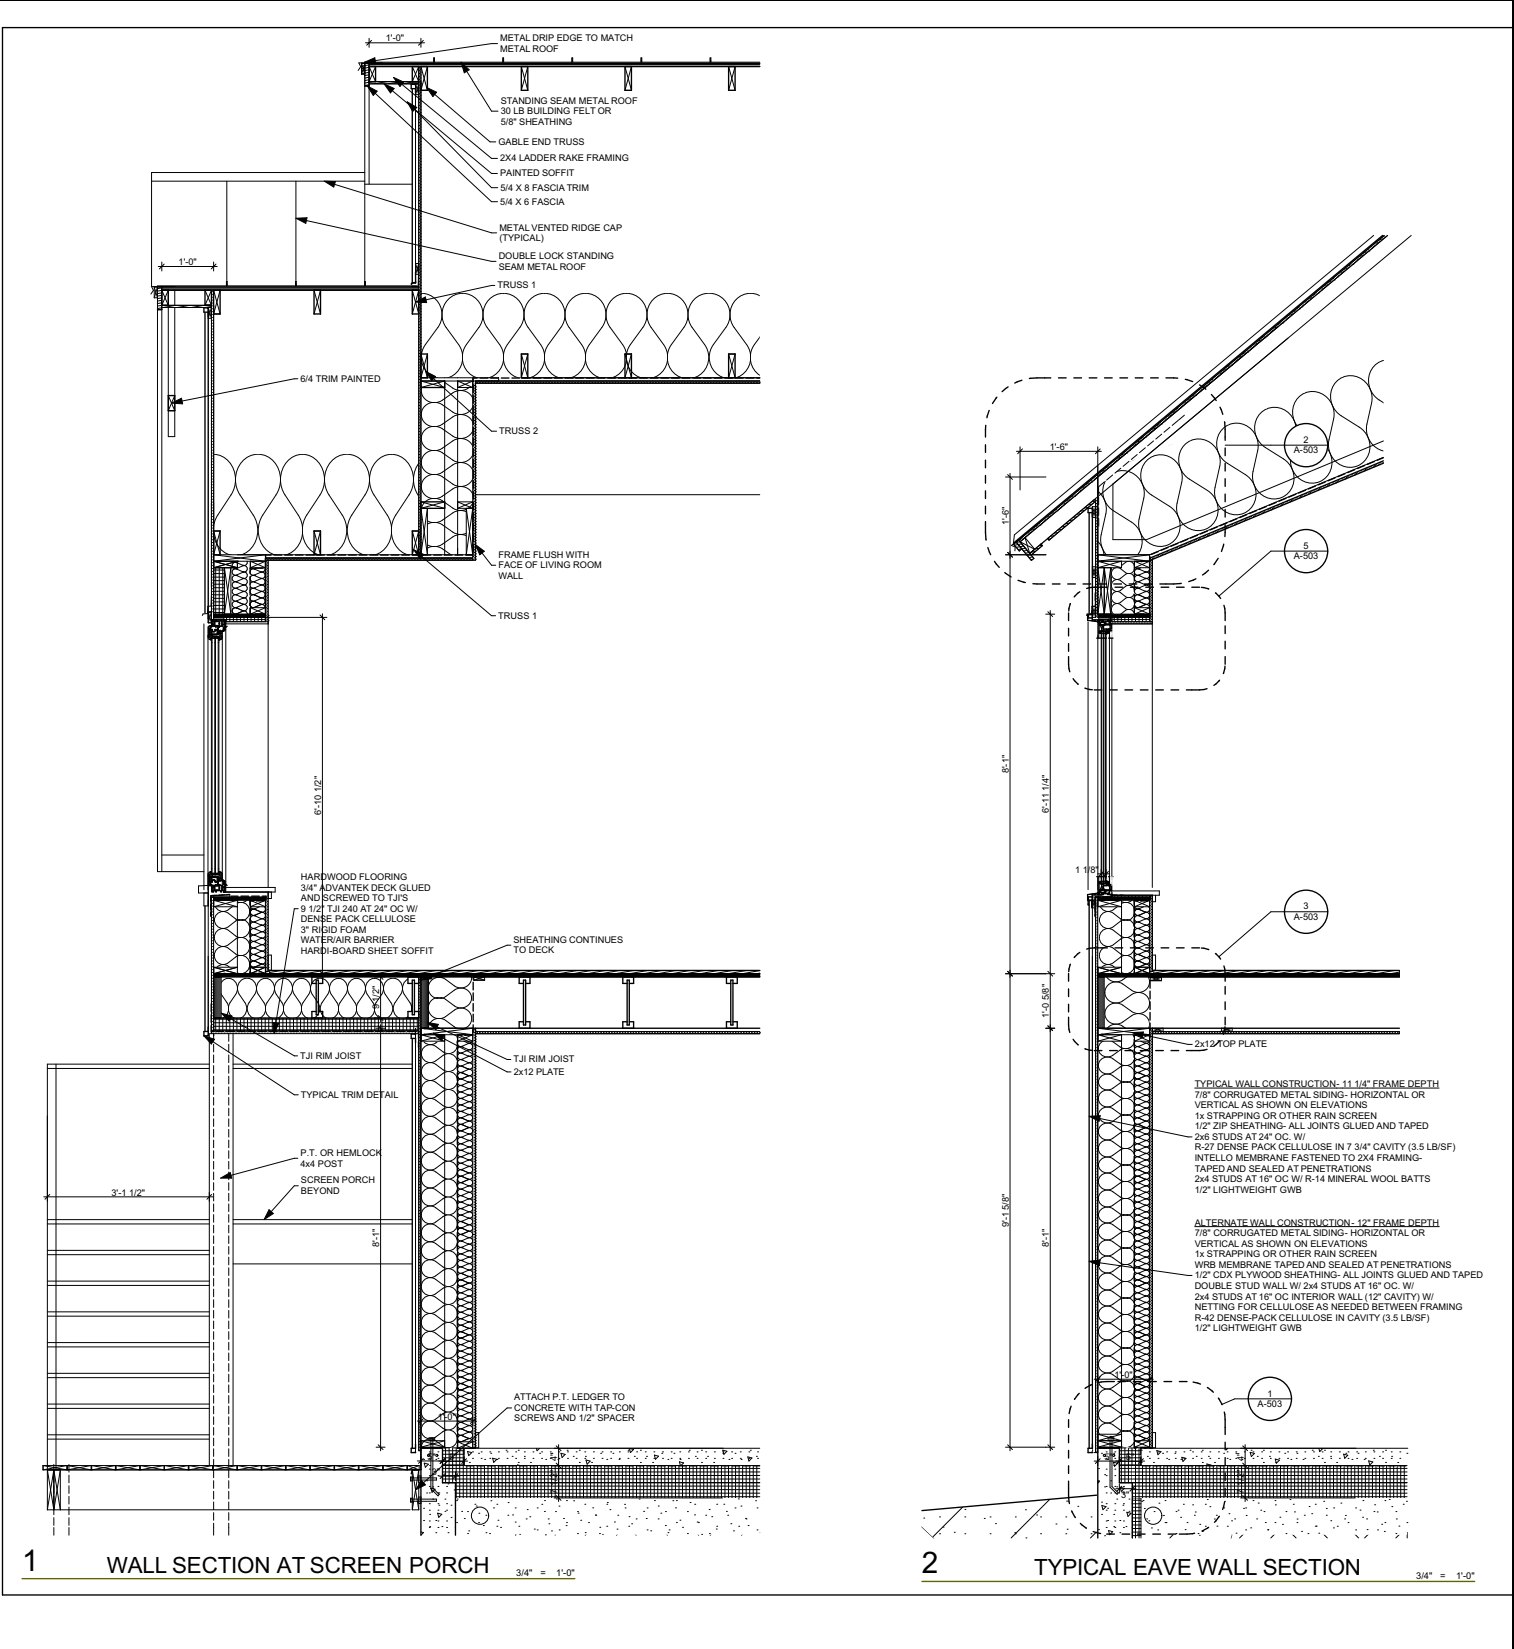 1'-0"
METAL DRIP EDGE TO MATCH
METAL ROOF
STANDING SEAM METAL ROOF
30 LB BUILDING FELT OR
5/8" SHEATHING
GABLE END TRUSS
2X4 LADDER RAKE FRAMING
PAINTED SOFFIT
5/4 X 8 FASCIA TRIM
5/4 X 6 FASCIA
METAL VENTED RIDGE CAP
(TYPICAL)
DOUBLE LOCK STANDING
SEAM METAL ROOF
1'-0"
TRUSS 1
6/4 TRIM PAINTED
TRUSS 2
FRAME FLUSH WITH
FACE OF LIVING ROOM
WALL
TRUSS 1
6'-10 1/2"
HARDWOOD FLOORING
3/4" ADVANTEK DECK GLUED
AND SCREWED TO TJI'S
9 1/2" TJI 240 AT 24" OC W/
DENSE PACK CELLULOSE
3" RIGID FOAM
WATER/AIR BARRIER
HARDI-BOARD SHEET SOFFIT
SHEATHING CONTINUES
TO DECK
9 1/2"
TJI RIM JOIST
TJI RIM JOIST
2x12 PLATE
TYPICAL TRIM DETAIL
P.T. OR HEMLOCK
4x4 POST
SCREEN PORCH
BEYOND
3'-1 1/2"
8'-1"
ATTACH P.T. LEDGER TO
CONCRETE WITH TAP-CON
SCREWS AND 1/2" SPACER
1'-0"
1 WALL SECTION AT SCREEN PORCH 3/4" = 1'-0"
1'-6"
2
A-503
1'-6"
5
A-503
8'-1"
6'-11 1/4"
1 1/8"
3
A-503
1'-0 5/8"
2x12 TOP PLATE
TYPICAL WALL CONSTRUCTION- 11 1/4" FRAME DEPTH
7/8" CORRUGATED METAL SIDING- HORIZONTAL OR
VERTICAL AS SHOWN ON ELEVATIONS
1x STRAPPING OR OTHER RAIN SCREEN
1/2" ZIP SHEATHING- ALL JOINTS GLUED AND TAPED
2x6 STUDS AT 24" OC. W/
R-27 DENSE PACK CELLULOSE IN 7 3/4" CAVITY (3.5 LB/SF)
INTELLO MEMBRANE FASTENED TO 2X4 FRAMING-
TAPED AND SEALED AT PENETRATIONS
2x4 STUDS AT 16" OC W/ R-14 MINERAL WOOL BATTS
1/2" LIGHTWEIGHT GWB
9'-1 5/8"
8'-1"
ALTERNATE WALL CONSTRUCTION- 12" FRAME DEPTH
7/8" CORRUGATED METAL SIDING- HORIZONTAL OR
VERTICAL AS SHOWN ON ELEVATIONS
1x STRAPPING OR OTHER RAIN SCREEN
WRB MEMBRANE TAPED AND SEALED AT PENETRATIONS
1/2" CDX PLYWOOD SHEATHING- ALL JOINTS GLUED AND TAPED
DOUBLE STUD WALL W/ 2x4 STUDS AT 16" OC. W/
2x4 STUDS AT 16" OC INTERIOR WALL (12" CAVITY) W/
NETTING FOR CELLULOSE AS NEEDED BETWEEN FRAMING
R-42 DENSE-PACK CELLULOSE IN CAVITY (3.5 LB/SF)
1/2" LIGHTWEIGHT GWB
1'-0"
1
A-503
2 TYPICAL EAVE WALL SECTION 3/4" = 1'-0"